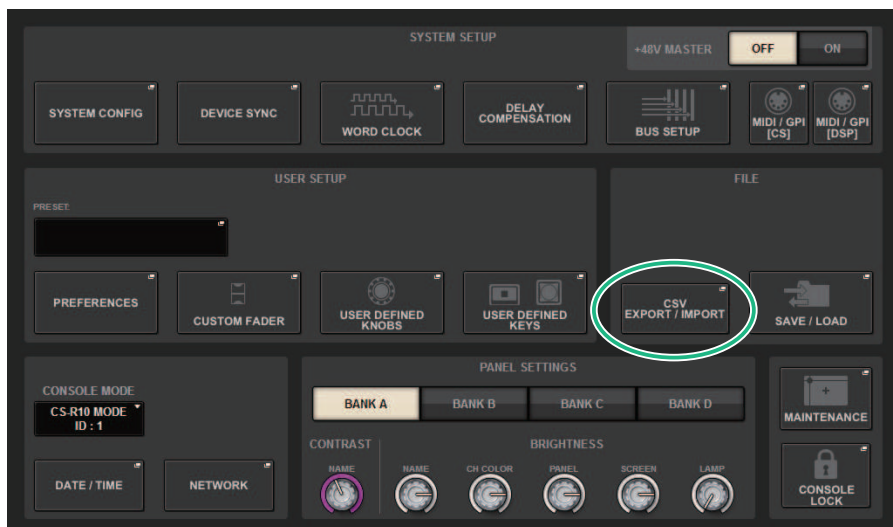 SYSTEM SETUP
+48V MASTER
OFF
ON
SYSTEM CONFIG
DEVICE SYNC
WORD CLOCK
DELAY
COMPENSATION
BUS SETUP
MIDI / GPI
[CS]
MIDI / GPI
[DSP]
USER SETUP
PRESET
PREFERENCES
CUSTOM FADER
USER DEFINED
KNOBS
USER DEFINED
KEYS
FILE
CSV
EXPORT / IMPORT
SAVE / LOAD
CONSOLE MODE
CS-R10 MODE
ID : 1
DATE / TIME
NETWORK
PANEL SETTINGS
BANK A
BANK B
BANK C
BANK D
CONTRAST
BRIGHTNESS
NAME
NAME
CH COLOR
PANEL
SCREEN
LAMP
MAINTENANCE
CONSOLE
LOCK